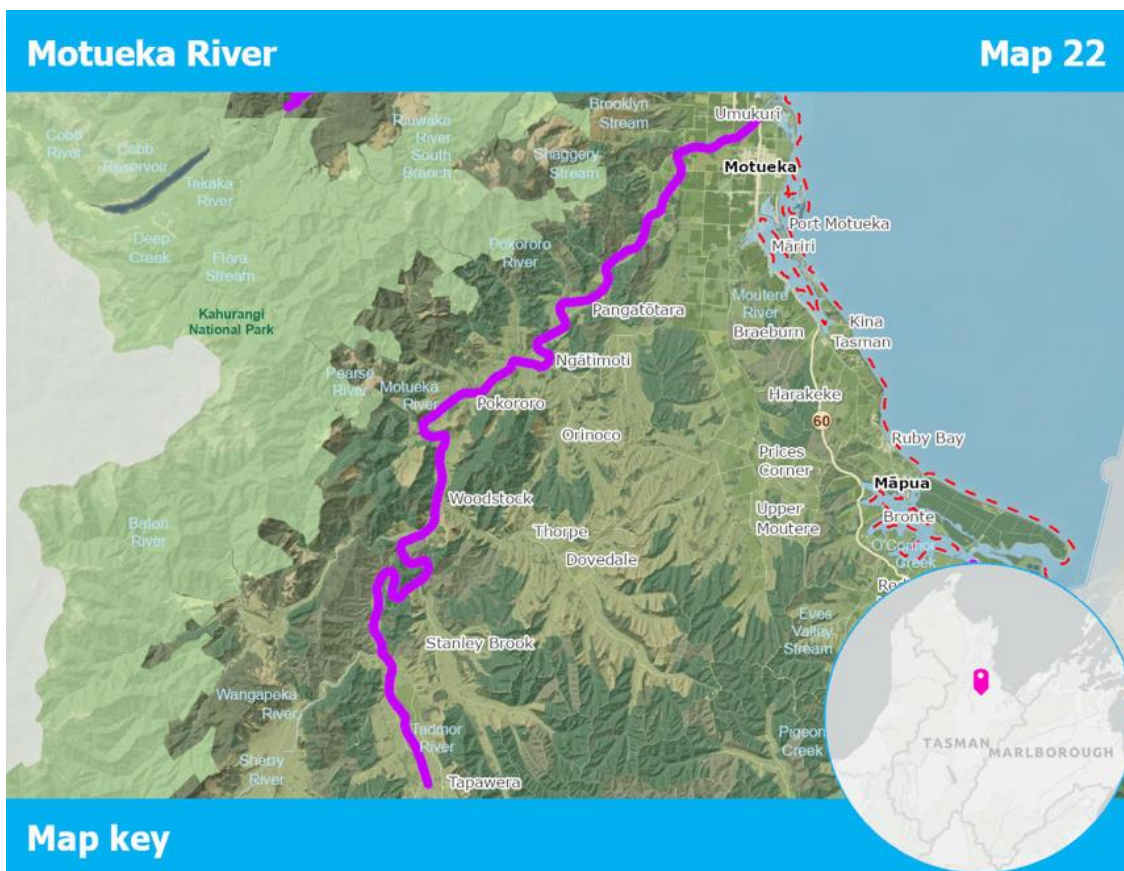 Motueka River
Map 22
Brooklyn
Stream
Umukurī
Cobb
River
Cobb
Reservoir
Riuwaka
River
South
Branch
Shaggery
Stream
Motueka
Takaka
River
Port Motueka
Māriri
Deep
Creek
Flora
Stream
Pokororo
River
Kahurangi
National Park
Moutere
River
Pangatōtara
Braeburn
Kina
Tasman
Ngātīmoti
Pearse
River
Motueka
River
Pokororo
Harakeke
60
Orinoco
Ruby Bay
Prices
Corner
Māpua
Woodstock
Upper
Moutere
Bronte
Baton
River
Thorpe
Dovedale
O'Connor
Creek
Eves
Valley
Stream
Stanley Brook
Wangapeka
River
Tadmor
River
Pigeon
Creek
Sherry
River
Tapawera
TASMAN
MARLBOROUGH
Map key